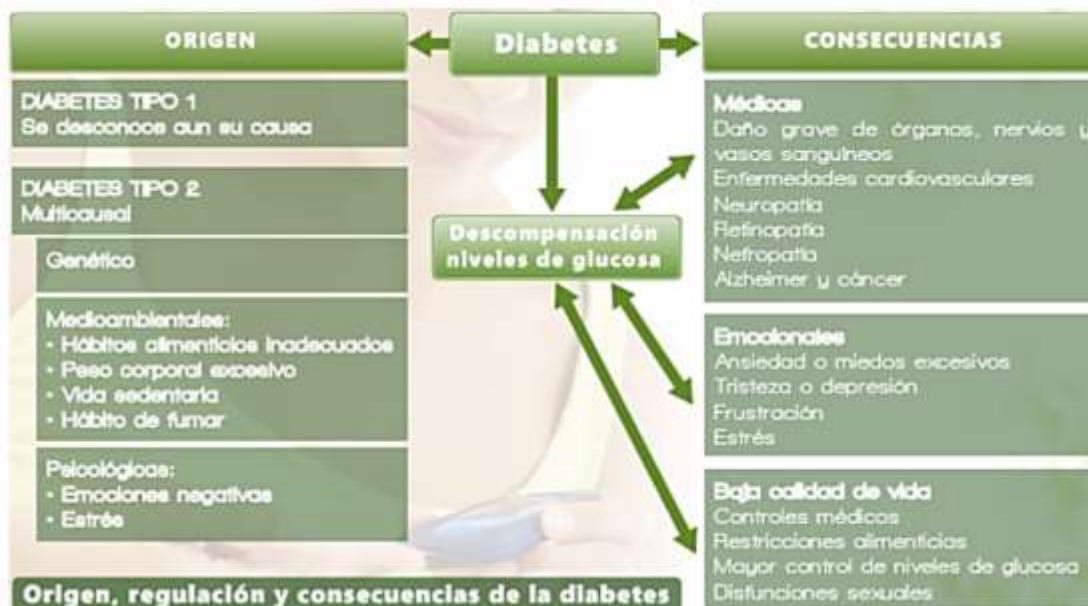 Diabetes
ORIGEN
DIABETES TIPO 1
Se desconoce aun su causa
DIABETES TIPO 2
Multicausal
Genético
Medioambientales:
• Hábitos alimenticios inadecuados
• Peso corporal excesivo
• Vida sedentaria
• Hábito de fumar
Psicológicas:
• Emociones negativas
• Estrés
Descompensación
niveles de glucosa
CONSECUENCIAS
Médicas
Daño grave de órganos, nervios y
vasos sanguíneos
Enfermedades cardiovasculares
Neuropatía
Retinopatía
Nefropatía
Alzheimer y cáncer
Emocionales
Ansiedad o miedos excesivos
Tristeza o depresión
Frustración
Estrés
Baja calidad de vida
Controles médicos
Restricciones alimenticias
Mayor control de niveles de glucosa
Disfunciones sexuales
Origen, regulación y consecuencias de la diabetes